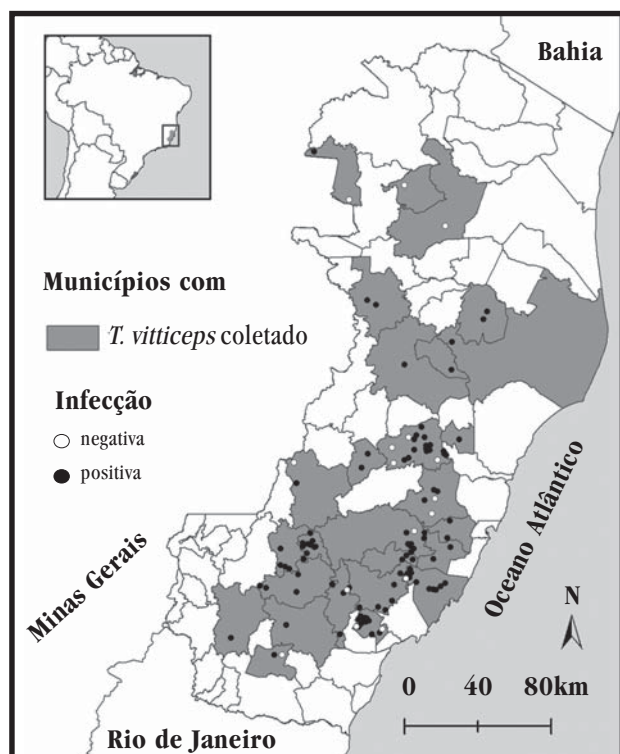 Bahia
Municípios com
T. vitticeps coletado
Infecção
negativa
positiva
Minas Gerais
Oceano Atlântico
N
0 40 80km
Rio de Janeiro